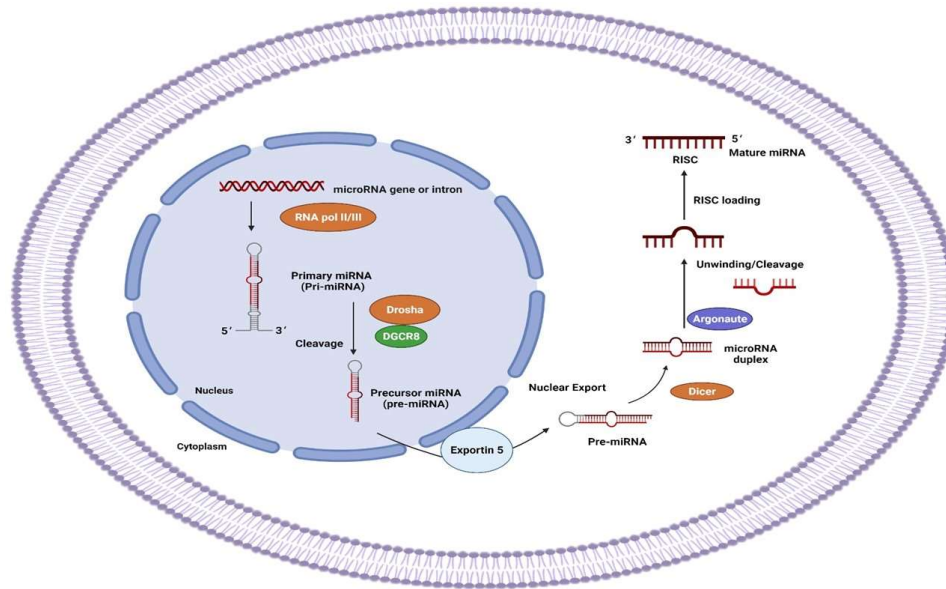 microRNA gene or intron
RNA pol II/III
Primary miRNA
(Pri-miRNA)
5′ 3′
Drosha
DGCR8
Cleavage
Precursor miRNA
(pre-miRNA)
Nucleus
Cytoplasm
Exportin 5
Nuclear Export
Pre-miRNA
Dicer
microRNA
duplex
Argonaute
Unwinding/Cleavage
RISC loading
RISC
3′ 5′
Mature miRNA